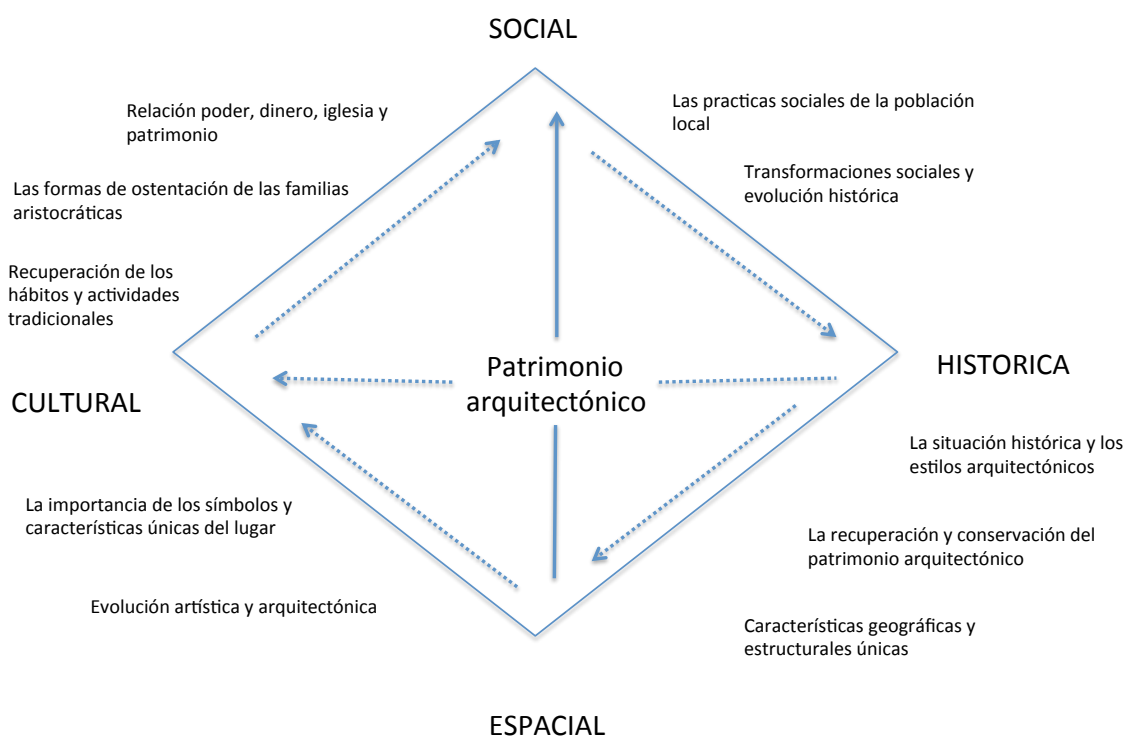 SOCIAL
Relación poder, dinero, iglesia y
patrimonio
Las practicas sociales de la población
local
Las formas de ostentación de las familias
aristocráticas
Transformaciones sociales y
evolución histórica
Recuperación de los
hábitos y actividades
tradicionales
Patrimonio
arquitectónico
HISTORICA
CULTURAL
La situación histórica y los
estilos arquitectónicos
La importancia de los símbolos y
características únicas del lugar
La recuperación y conservación del
patrimonio arquitectónico
Evolución artística y arquitectónica
Características geográficas y
estructurales únicas
ESPACIAL